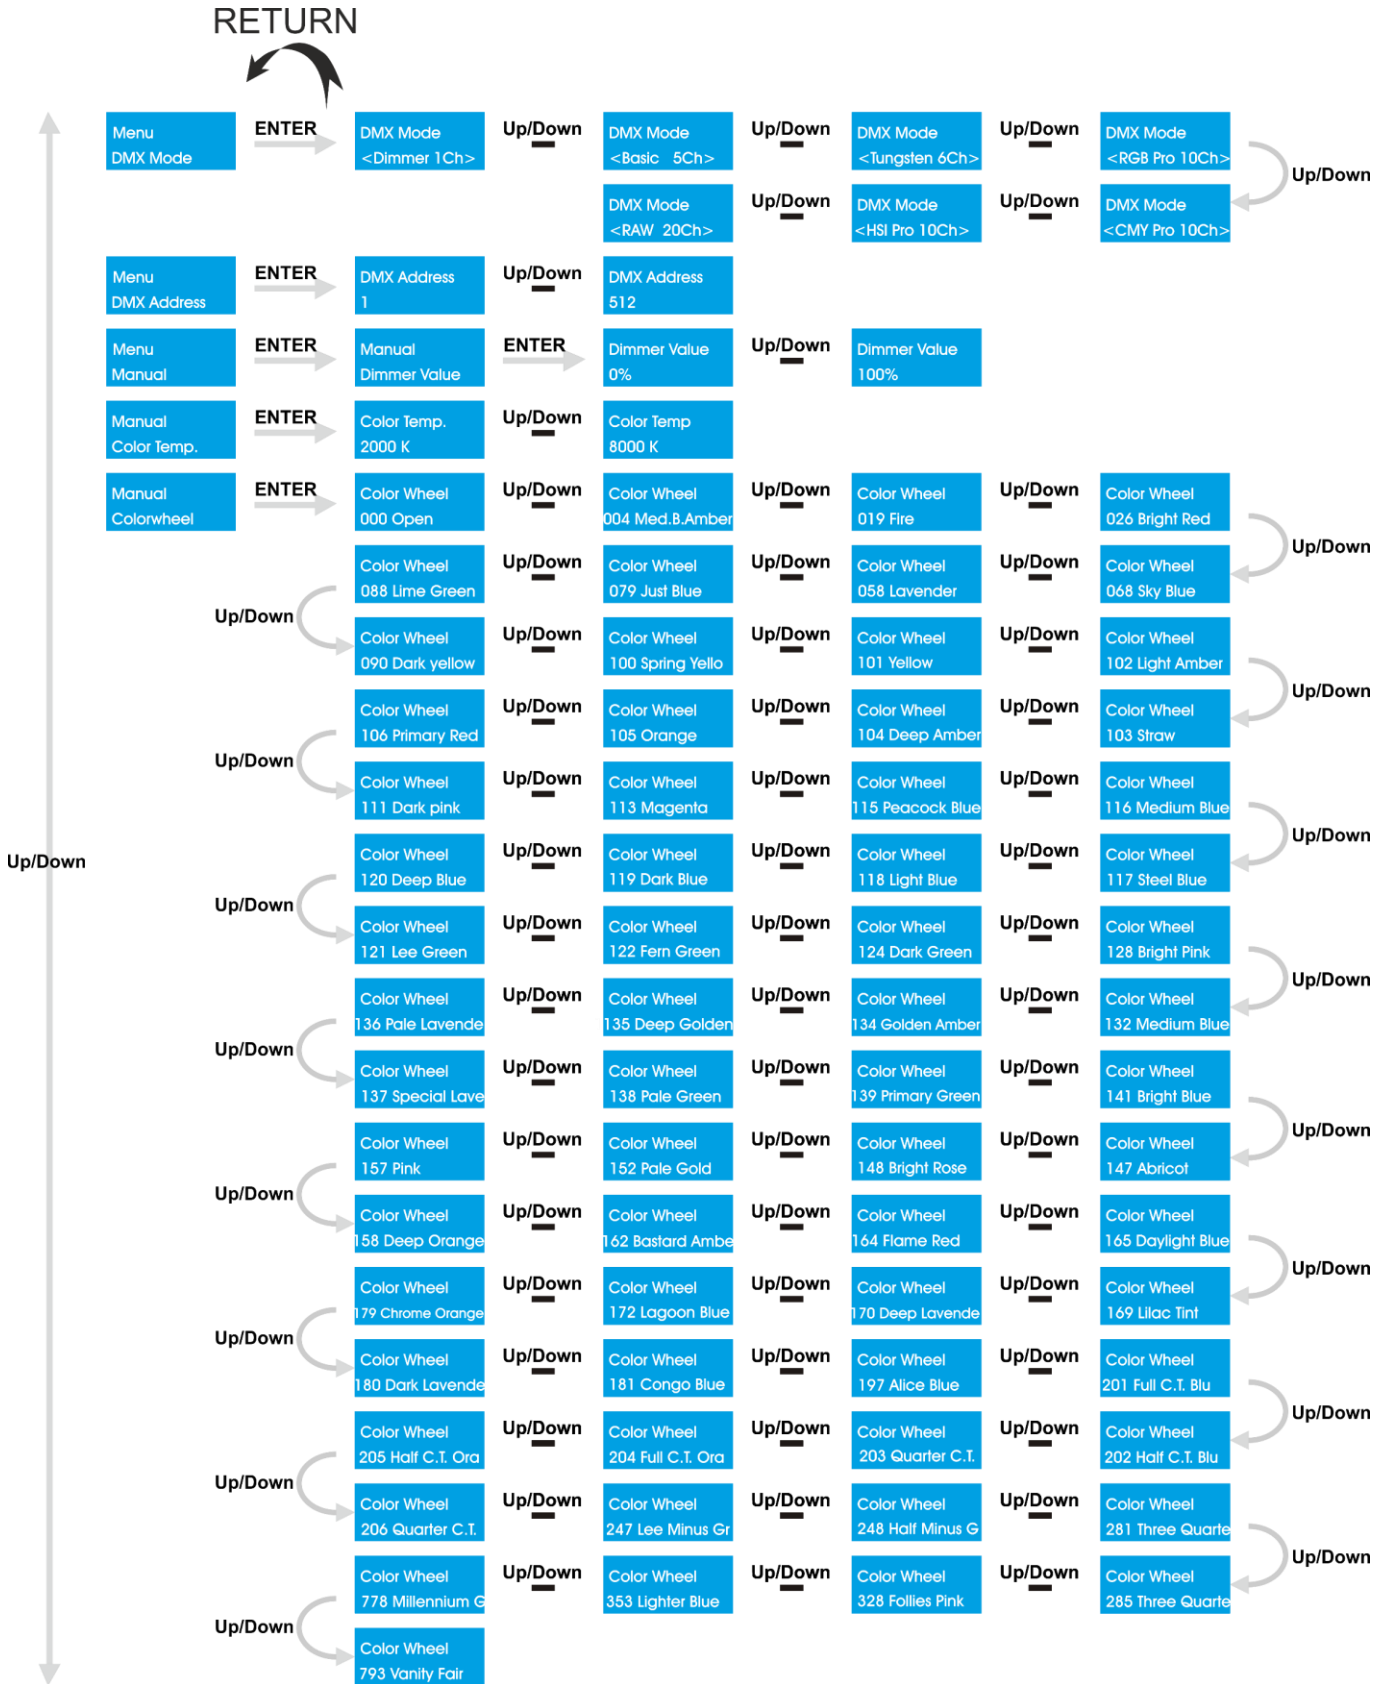 RETURN
Menu
DMX Mode
ENTER
DMX Mode
<Dimmer 1Ch>
Up/Down
DMX Mode
<Basic 5Ch>
Up/Down
DMX Mode
<Tungsten 6Ch>
Up/Down
DMX Mode
<RGB Pro 10Ch>
Up/Down
DMX Mode
<RAW 20Ch>
Up/Down
DMX Mode
<HSI Pro 10Ch>
Up/Down
DMX Mode
<CMY Pro 10Ch>
Menu
DMX Address
ENTER
DMX Address
1
Up/Down
DMX Address
512
Menu
Manual
ENTER
Manual
Dimmer Value
ENTER
Dimmer Value
0%
Up/Down
Dimmer Value
100%
Manual
Color Temp.
ENTER
Color Temp.
2000 K
Up/Down
Color Temp
8000 K
Manual
Colorwheel
ENTER
Color Wheel
000 Open
Up/Down
Color Wheel
004 Med.B.Amber
Up/Down
Color Wheel
019 Fire
Up/Down
Color Wheel
026 Bright Red
Up/Down
Color Wheel
088 Lime Green
Up/Down
Color Wheel
079 Just Blue
Up/Down
Color Wheel
058 Lavender
Up/Down
Color Wheel
068 Sky Blue
Up/Down
Color Wheel
090 Dark yellow
Up/Down
Color Wheel
100 Spring Yello
Up/Down
Color Wheel
101 Yellow
Up/Down
Color Wheel
102 Light Amber
Up/Down
Color Wheel
106 Primary Red
Up/Down
Color Wheel
105 Orange
Up/Down
Color Wheel
104 Deep Amber
Up/Down
Color Wheel
103 Straw
Up/Down
Color Wheel
111 Dark pink
Up/Down
Color Wheel
113 Magenta
Up/Down
Color Wheel
115 Peacock Blue
Up/Down
Color Wheel
116 Medium Blue
Up/Down
Up/Down
Color Wheel
120 Deep Blue
Up/Down
Color Wheel
119 Dark Blue
Up/Down
Color Wheel
118 Light Blue
Up/Down
Color Wheel
117 Steel Blue
Up/Down
Color Wheel
121 Lee Green
Up/Down
Color Wheel
122 Fern Green
Up/Down
Color Wheel
124 Dark Green
Up/Down
Color Wheel
128 Bright Pink
Up/Down
Color Wheel
136 Pale Lavende
Up/Down
Color Wheel
135 Deep Golden
Up/Down
Color Wheel
134 Golden Amber
Up/Down
Color Wheel
132 Medium Blue
Up/Down
Color Wheel
137 Special Lave
Up/Down
Color Wheel
138 Pale Green
Up/Down
Color Wheel
139 Primary Green
Up/Down
Color Wheel
141 Bright Blue
Up/Down
Color Wheel
157 Pink
Up/Down
Color Wheel
152 Pale Gold
Up/Down
Color Wheel
148 Bright Rose
Up/Down
Color Wheel
147 Abricot
Up/Down
Color Wheel
158 Deep Orange
Up/Down
Color Wheel
162 Bastard Ambe
Up/Down
Color Wheel
164 Flame Red
Up/Down
Color Wheel
165 Daylight Blue
Up/Down
Color Wheel
179 Chrome Orange
Up/Down
Color Wheel
172 Lagoon Blue
Up/Down
Color Wheel
170 Deep Lavende
Up/Down
Color Wheel
169 Lilac Tint
Up/Down
Color Wheel
180 Dark Lavende
Up/Down
Color Wheel
181 Congo Blue
Up/Down
Color Wheel
197 Alice Blue
Up/Down
Color Wheel
201 Full C.T. Blu
Up/Down
Color Wheel
205 Half C.T. Ora
Up/Down
Color Wheel
204 Full C.T. Ora
Up/Down
Color Wheel
203 Quarter C.T.
Up/Down
Color Wheel
202 Half C.T. Blu
Up/Down
Color Wheel
206 Quarter C.T.
Up/Down
Color Wheel
247 Lee Minus Gr
Up/Down
Color Wheel
248 Half Minus G
Up/Down
Color Wheel
281 Three Quarte
Up/Down
Color Wheel
778 Millennium G
Up/Down
Color Wheel
353 Lighter Blue
Up/Down
Color Wheel
328 Follies Pink
Up/Down
Color Wheel
285 Three Quarte
Up/Down
Color Wheel
793 Vanity Fair